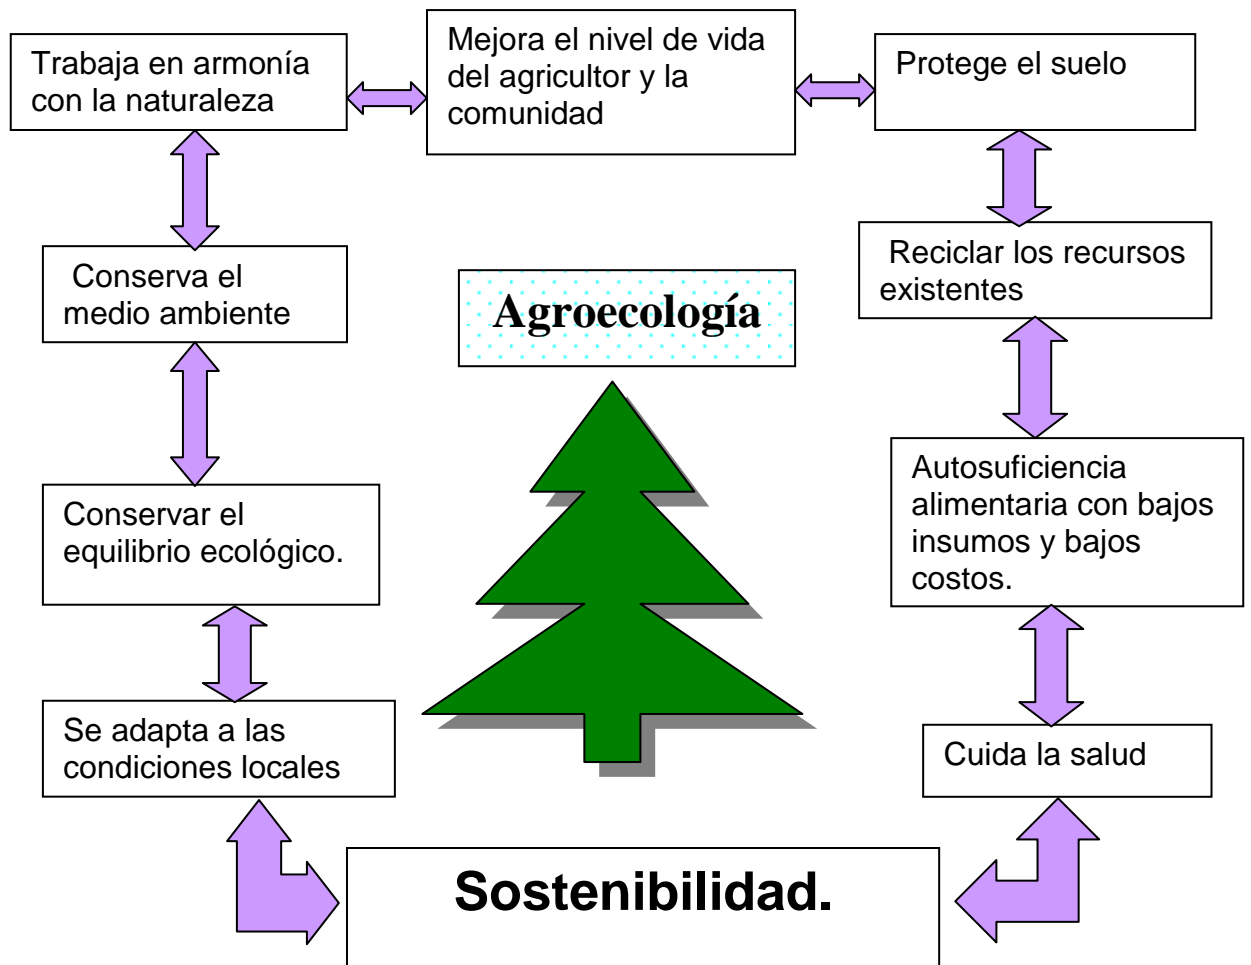 Trabaja en armonía
con la naturaleza
Mejora el nivel de vida
del agricultor y la
comunidad
Protege el suelo
Conserva el
medio ambiente
Agroecología
Reciclar los recursos
existentes
Conservar el
equilibrio ecológico.
Autosuficiencia
alimentaria con bajos
insumos y bajos
costos.
Se adapta a las
condiciones locales
Cuida la salud
Sostenibilidad.